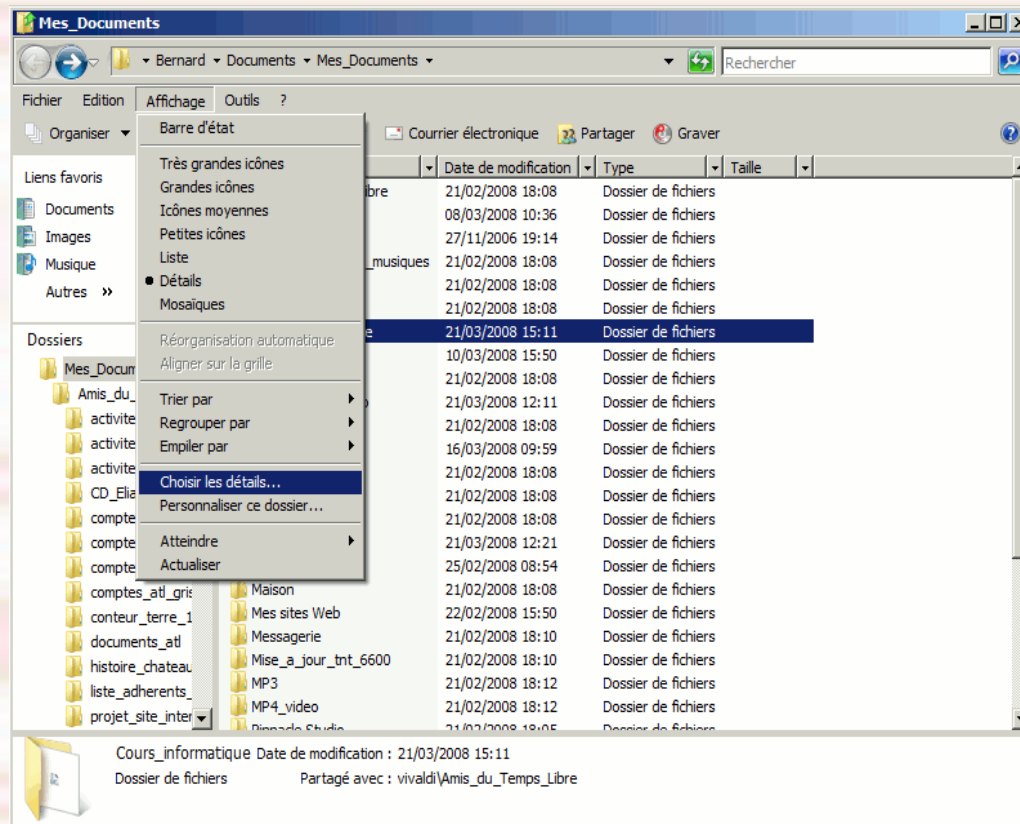 Mes_Documents
Bernard Documents Mes_Documents Rechercher
Fichier Edition Affichage Outils ?
Organiser Courrier électronique Partager Graver
Liens favoris
Documents
Images
Musique
Autres »
Dossiers
Mes_Docum
Amis_du_
activite
activite
activite
CD_Elia
compte
compte
compte
comptes_atl_gris
conteur_terre_1
documents_atl
histoire_chateau
liste_adherents_
projet_site_inter
Barre d'état
Très grandes icônes
Grandes icônes
Icônes moyennes
Petites icônes
Liste
Détails
Mosaïques
Réorganisation automatique
Aligner sur la grille
Trier par
Regrouper par
Empiler par
Choisir les détails...
Personnaliser ce dossier...
Atteindre
Actualiser
Date de modification Type Taille
ibre 21/02/2008 18:08 Dossier de fichiers
08/03/2008 10:36 Dossier de fichiers
27/11/2006 19:14 Dossier de fichiers
_musiques 21/02/2008 18:08 Dossier de fichiers
21/02/2008 18:08 Dossier de fichiers
21/02/2008 18:08 Dossier de fichiers
e 21/03/2008 15:11 Dossier de fichiers
10/03/2008 15:50 Dossier de fichiers
21/02/2008 18:08 Dossier de fichiers
21/03/2008 12:11 Dossier de fichiers
21/02/2008 18:08 Dossier de fichiers
16/03/2008 09:59 Dossier de fichiers
21/02/2008 18:08 Dossier de fichiers
21/02/2008 18:08 Dossier de fichiers
21/02/2008 18:08 Dossier de fichiers
21/03/2008 12:21 Dossier de fichiers
25/02/2008 08:54 Dossier de fichiers
Maison 21/02/2008 18:08 Dossier de fichiers
Mes sites Web 22/02/2008 15:50 Dossier de fichiers
Messagerie 21/02/2008 18:10 Dossier de fichiers
Mise_a_jour_tnt_6600 21/02/2008 18:10 Dossier de fichiers
MP3 21/02/2008 18:12 Dossier de fichiers
MP4_video 21/02/2008 18:12 Dossier de fichiers
Pinnacle Studio 21/02/2008 18:05 Dossier de fichiers
Cours_informatique Date de modification : 21/03/2008 15:11
Dossier de fichiers Partagé avec : vivaldi\Amis_du_Temps_Libre